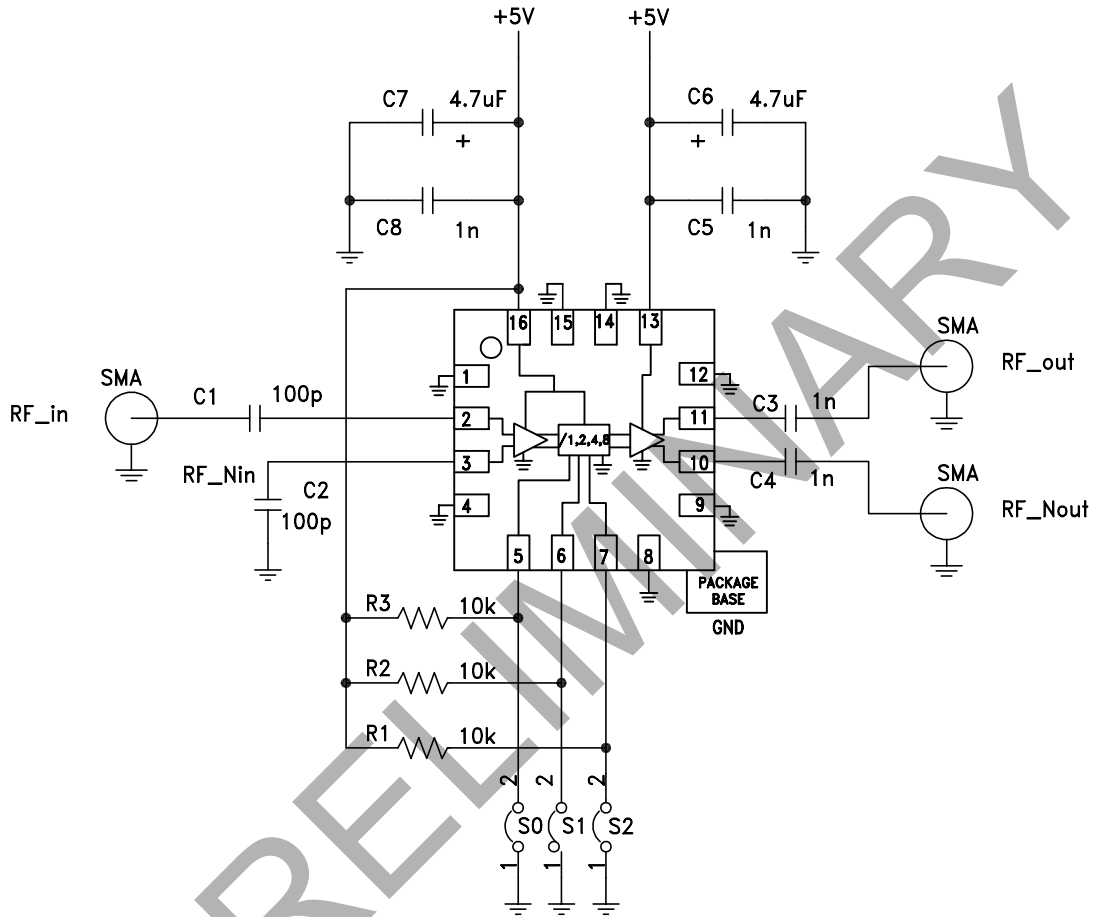 +5V
+5V
C7
4.7uF
+
C8
1n
C6
4.7uF
+
C5
1n
16
15
14
13
1
2
3
4
12
11
10
9
5
6
7
8
/1,2,4,8
SMA
RF_in
C1
100p
RF_Nin
C2
100p
C3
1n
SMA
RF_out
C4
1n
SMA
RF_Nout
PACKAGE
BASE
GND
R3
10k
R2
10k
R1
10k
2
2
2
S0
S1
S2
1
1
1
RELIMINARY